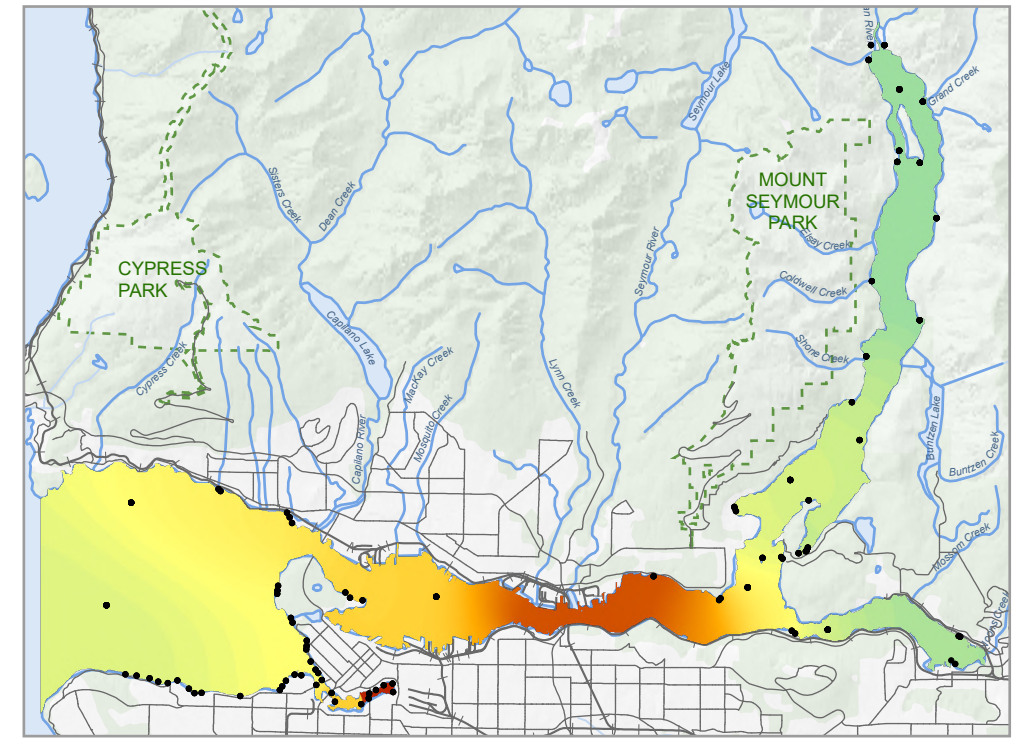 Grand Creek
Seymour Lake
MOUNT
SEYMOUR
PARK
Sisters Creek
Dean Creek
Elsay Creek
CYPRESS
PARK
Seymour River
Coldwell Creek
Capilano Lake
Shone Creek
Cypress Creek
MacKay Creek
Lynn Creek
Mosquito Creek
Buntzen Lake
Capilano River
Buntzen Creek
Mossom Creek